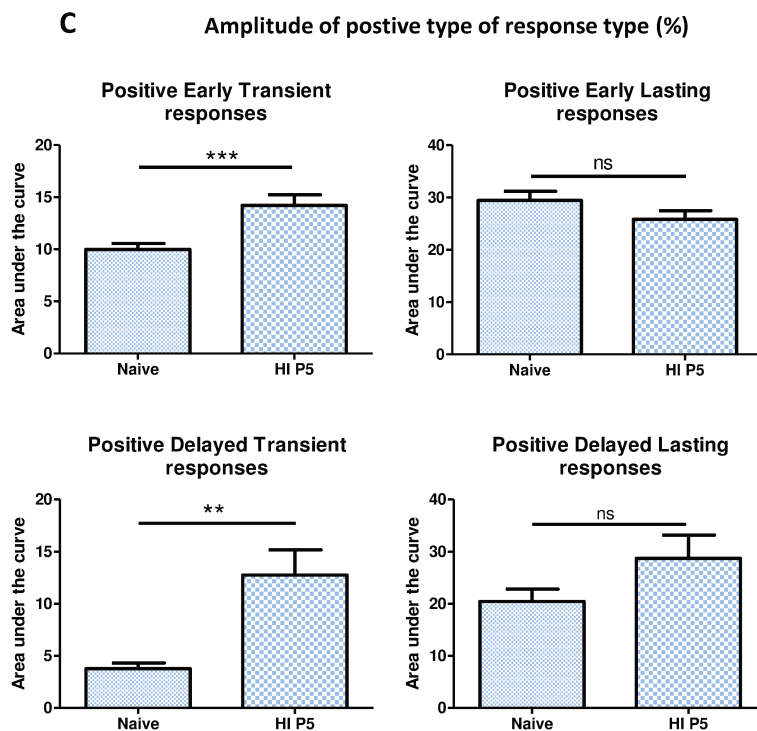 C
Amplitude of postive type of response type (%)
Positive Early Transient
responses
Area under the curve
20
15
10
5
0
***
Naive
HI P5
Positive Early Lasting
responses
Area under the curve
40
30
20
10
0
ns
Naive
HI P5
Positive Delayed Transient
responses
Area under the curve
20
15
10
5
0
**
Naive
HI P5
Positive Delayed Lasting
responses
Area under the curve
40
30
20
10
0
ns
Naive
HI P5